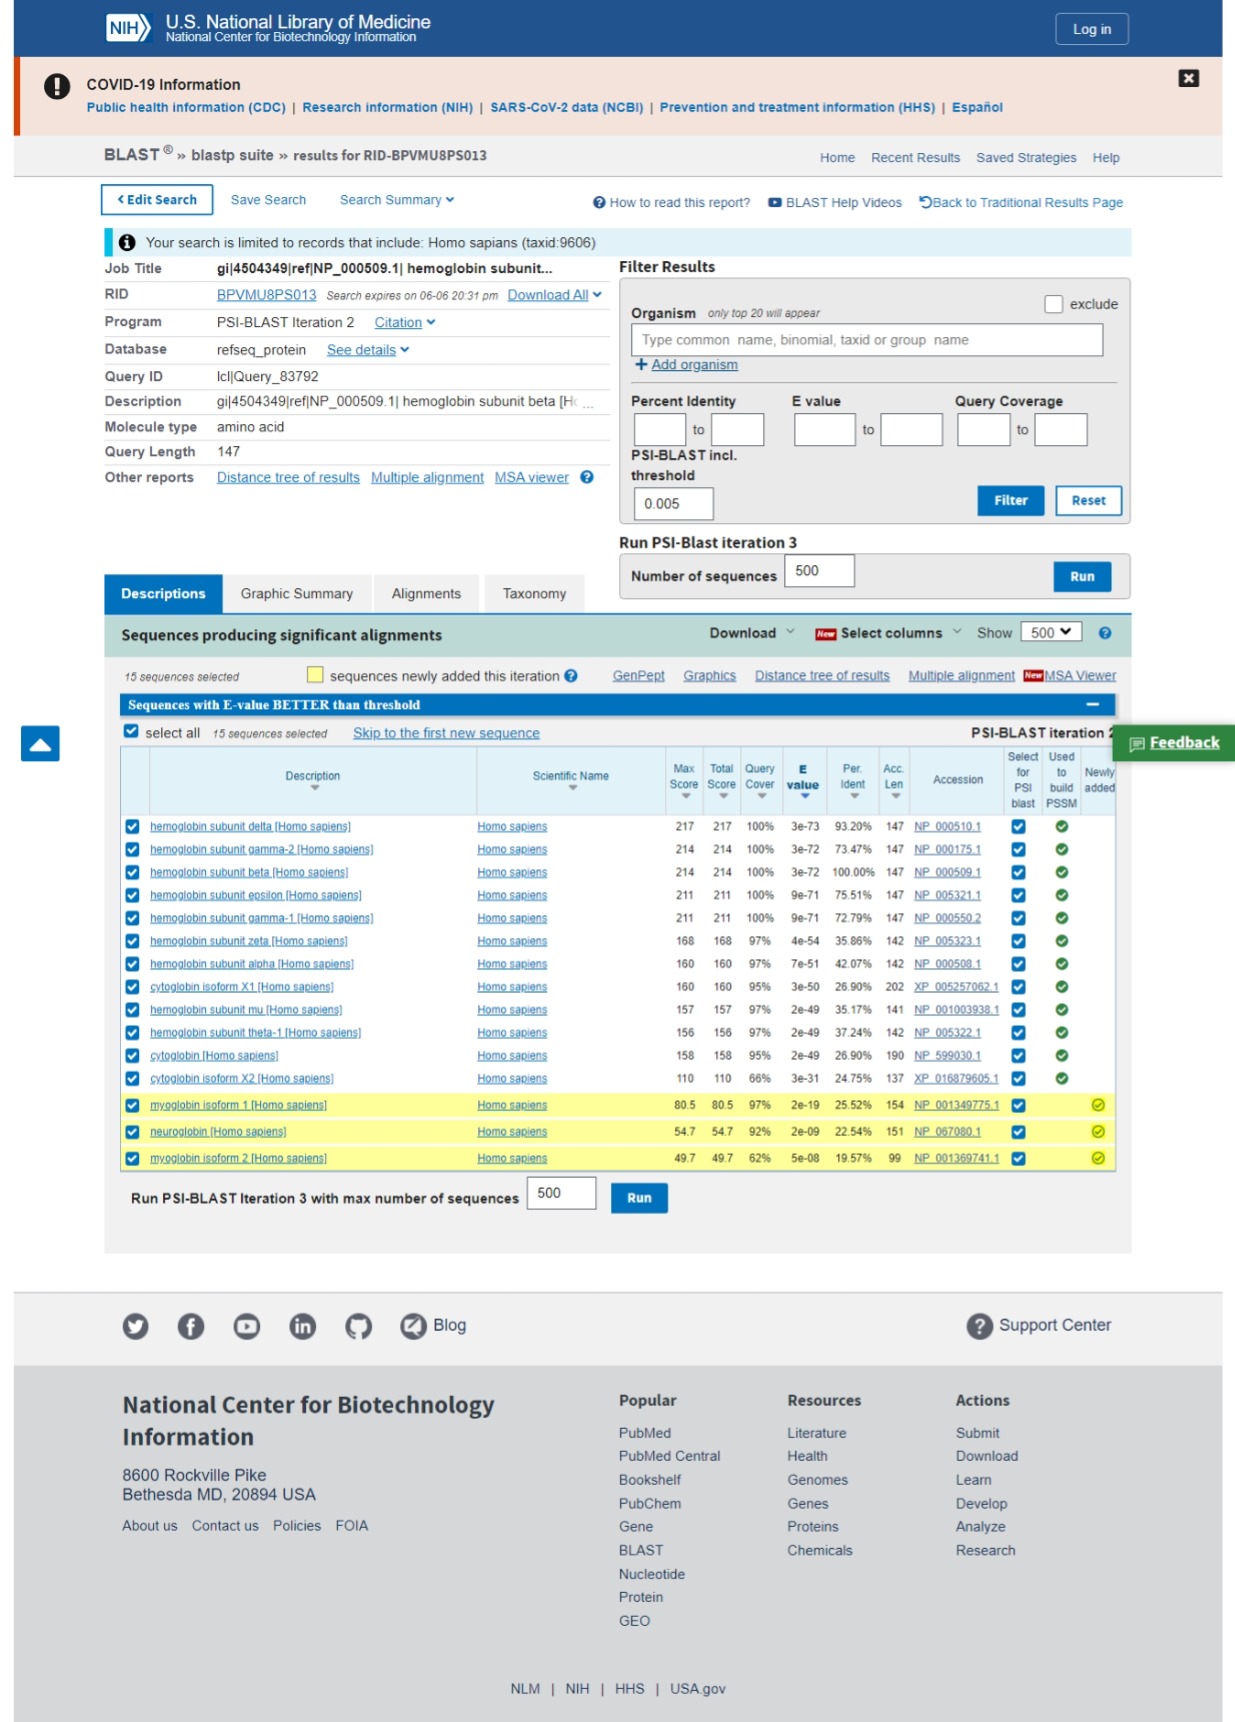 NIH U.S. National Library of Medicine
National Center for Biotechnology Information
Log in
COVID-19 Information
Public health information (CDC) | Research information (NIH) | SARS-CoV-2 data (NCBI) | Prevention and treatment information (HHS) | Español
BLAST ® » blastp suite » results for RID-BPVMU8PS013
Home Recent Results Saved Strategies Help
Edit Search Save Search Search Summary
How to read this report? BLAST Help Videos Back to Traditional Results Page
Your search is limited to records that include: Homo sapians (taxid:9606)
Job Title gi|4504349|ref|NP_000509.1| hemoglobin subunit...
RID BPVMU8PS013 Search expires on 06-06 20:31 pm Download All
Program PSI-BLAST Iteration 2 Citation
Database refseq_protein See details
Query ID lcl|Query_83792
Description gi|4504349|ref|NP_000509.1| hemoglobin subunit beta [Ho ...
Molecule type amino acid
Query Length 147
Other reports Distance tree of results Multiple alignment MSA viewer
Filter Results
Organism only top 20 will appear exclude
Type common name, binomial, taxid or group name
+ Add organism
Percent Identity E value Query Coverage
to to to
PSI-BLAST incl.
threshold
0.005 Filter Reset
Run PSI-Blast iteration 3
Number of sequences 500 Run
Descriptions Graphic Summary Alignments Taxonomy
Sequences producing significant alignments Download New Select columns Show 500
15 sequences selected sequences newly added this iteration GenPept Graphics Distance tree of results Multiple alignment New MSA Viewer
Sequences with E-value BETTER than threshold
select all 15 sequences selected Skip to the first new sequence PSI-BLAST iteration 2
Feedback
Description Scientific Name Max Score Total Score Query Cover E value Per. Ident Acc. Len Accession Select for PSI blast Used to build PSSM Newly added
hemoglobin subunit delta [Homo sapiens] Homo sapiens 217 217 100% 3e-73 93.20% 147 NP_000510.1
hemoglobin subunit gamma-2 [Homo sapiens] Homo sapiens 214 214 100% 3e-72 73.47% 147 NP_000175.1
hemoglobin subunit beta [Homo sapiens] Homo sapiens 214 214 100% 3e-72 100.00% 147 NP_000509.1
hemoglobin subunit epsilon [Homo sapiens] Homo sapiens 211 211 100% 9e-71 75.51% 147 NP_005321.1
hemoglobin subunit gamma-1 [Homo sapiens] Homo sapiens 211 211 100% 9e-71 72.79% 147 NP_000550.2
hemoglobin subunit zeta [Homo sapiens] Homo sapiens 168 168 97% 4e-54 35.86% 142 NP_005323.1
hemoglobin subunit alpha [Homo sapiens] Homo sapiens 160 160 97% 7e-51 42.07% 142 NP_000508.1
cytoglobin isoform X1 [Homo sapiens] Homo sapiens 160 160 95% 3e-50 26.90% 202 XP_005257062.1
hemoglobin subunit mu [Homo sapiens] Homo sapiens 157 157 97% 2e-49 35.17% 141 NP_001003938.1
hemoglobin subunit theta-1 [Homo sapiens] Homo sapiens 156 156 97% 2e-49 37.24% 142 NP_005322.1
cytoglobin [Homo sapiens] Homo sapiens 158 158 95% 2e-49 26.90% 190 NP_599030.1
cytoglobin isoform X2 [Homo sapiens] Homo sapiens 110 110 66% 3e-31 24.75% 137 XP_016879605.1
myoglobin isoform 1 [Homo sapiens] Homo sapiens 80.5 80.5 97% 2e-19 25.52% 154 NP_001349775.1
neuroglobin [Homo sapiens] Homo sapiens 54.7 54.7 92% 2e-09 22.54% 151 NP_067080.1
myoglobin isoform 2 [Homo sapiens] Homo sapiens 49.7 49.7 62% 5e-08 19.57% 99 NP_001369741.1
Run PSI-BLAST Iteration 3 with max number of sequences 500 Run
Blog Support Center
National Center for Biotechnology
Information
8600 Rockville Pike
Bethesda MD, 20894 USA
About us Contact us Policies FOIA
Popular
PubMed
PubMed Central
Bookshelf
PubChem
Gene
BLAST
Nucleotide
Protein
GEO
Resources
Literature
Health
Genomes
Genes
Proteins
Chemicals
Actions
Submit
Download
Learn
Develop
Analyze
Research
NLM | NIH | HHS | USA.gov